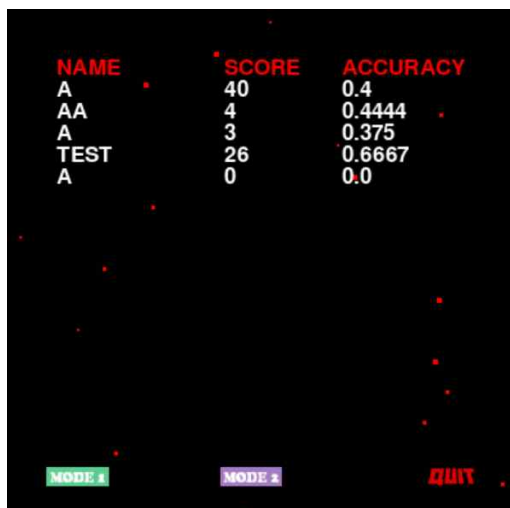 NAME SCORE ACCURACY
A 40 0.4
AA 4 0.4444
A 3 0.375
TEST 26 0.6667
A 0 0.0
MODE 1 MODE 2 QUIT